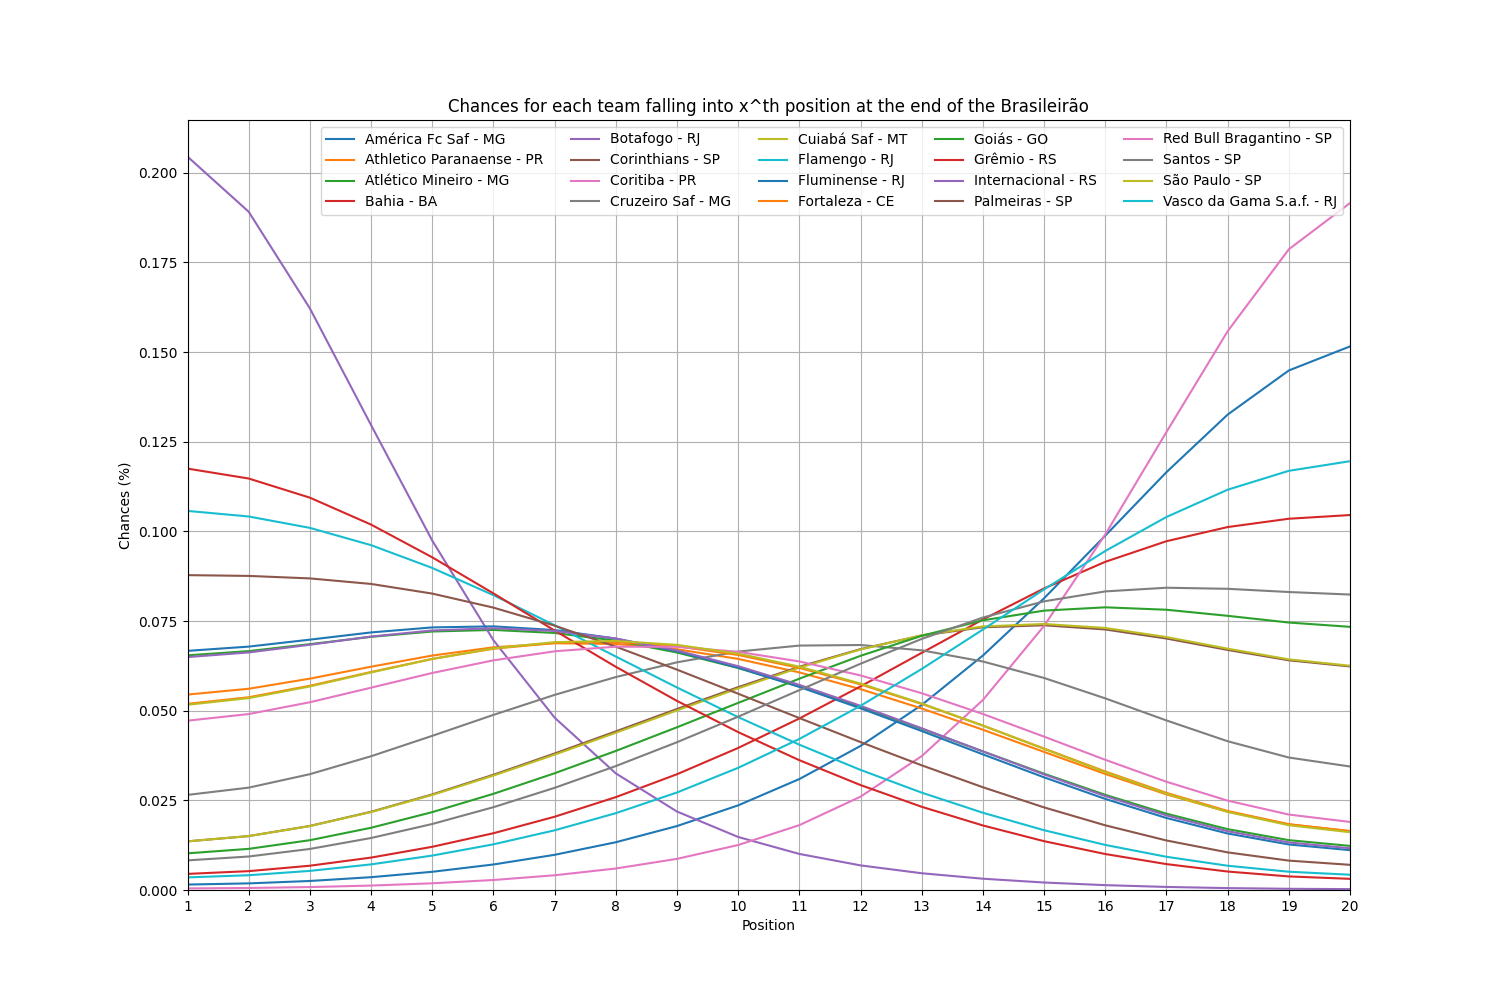 Chances for each team falling into x^th position at the end of the Brasileirão
América Fc Saf - MG
Athletico Paranaense - PR
Atlético Mineiro - MG
Bahia - BA
Botafogo - RJ
Corinthians - SP
Coritiba - PR
Cruzeiro Saf - MG
Cuiabá Saf - MT
Flamengo - RJ
Fluminense - RJ
Fortaleza - CE
Goiás - GO
Grêmio - RS
Internacional - RS
Palmeiras - SP
Red Bull Bragantino - SP
Santos - SP
São Paulo - SP
Vasco da Gama S.a.f. - RJ
Chances (%)
0.200
0.175
0.150
0.125
0.100
0.075
0.050
0.025
0.000
1 2 3 4 5 6 7 8 9 10 11 12 13 14 15 16 17 18 19 20
Position